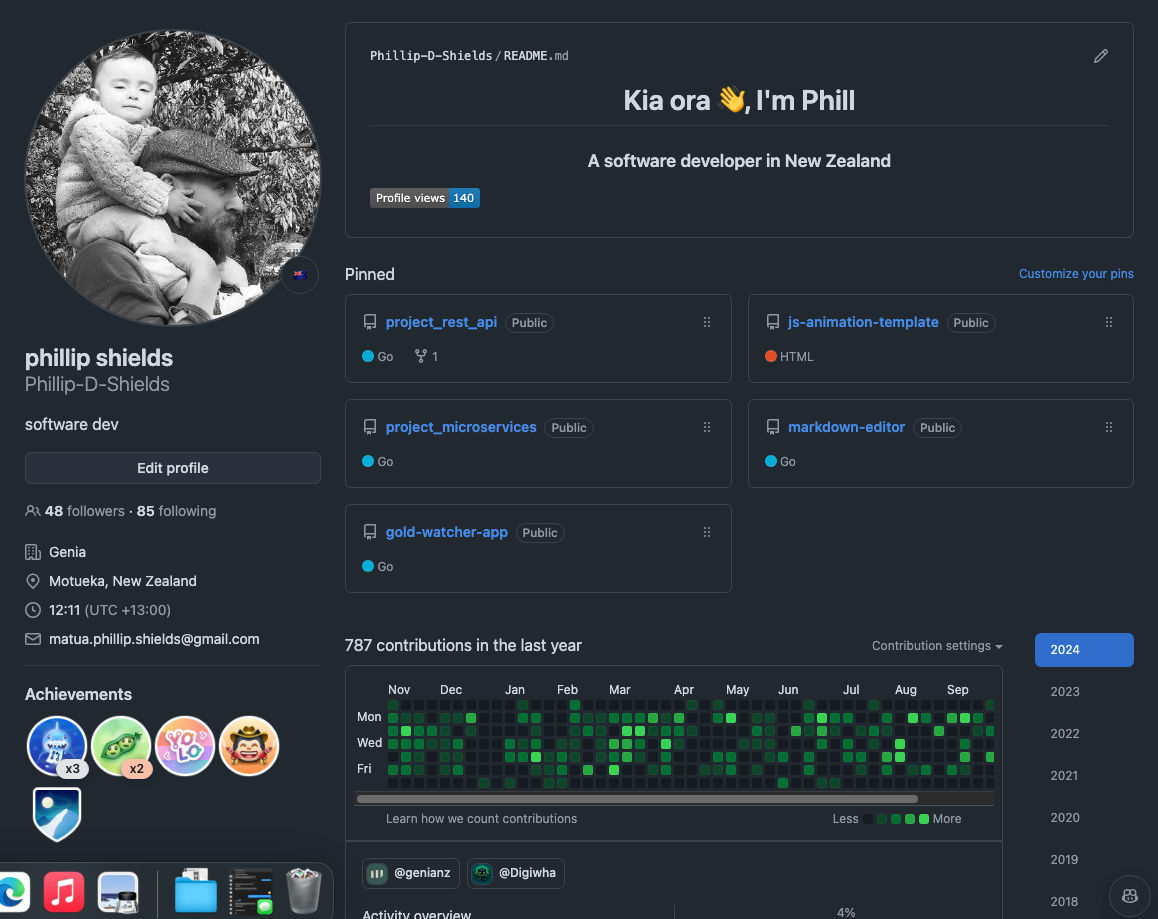 Phillip-D-Shields/README.md
Kia ora 👋, I'm Phill
A software developer in New Zealand
Profile views 140
phillip shields
Phillip-D-Shields
software dev
Edit profile
48 followers · 85 following
Genia
Motueka, New Zealand
12:11 (UTC +13:00)
matua.phillip.shields@gmail.com
Achievements
x3
x2
YOLO
Pinned
Customize your pins
project_rest_api Public
Go 1
js-animation-template Public
HTML
project_microservices Public
Go
markdown-editor Public
Go
gold-watcher-app Public
Go
787 contributions in the last year
Contribution settings
Nov Dec Jan Feb Mar Apr May Jun Jul Aug Sep
Mon
Wed
Fri
Learn how we count contributions
Less More
@genianz @Digiwha
Activity overview
4%
2024
2023
2022
2021
2020
2019
2018